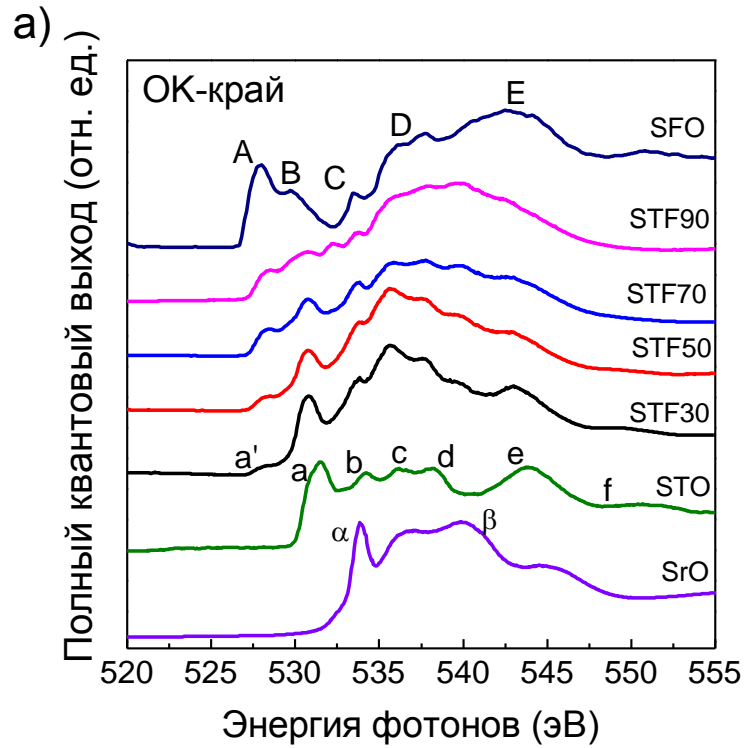 а)
Полный квантовый выход (отн. ед.)
OK-край
A
B
C
D
E
SFO
STF90
STF70
STF50
STF30
a'
a
b
c
d
e
f
STO
α
β
SrO
520 525 530 535 540 545 550 555
Энергия фотонов (эВ)